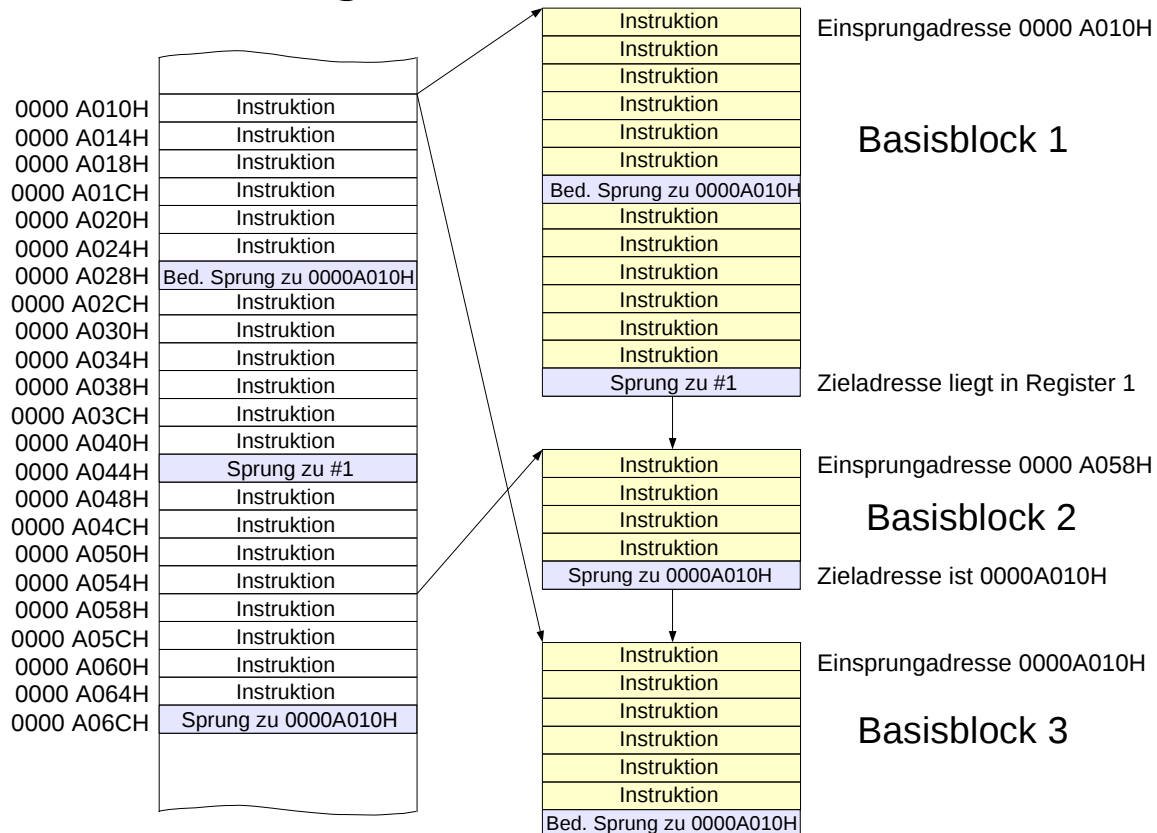 0000 A010H Instruktion
0000 A014H Instruktion
0000 A018H Instruktion
0000 A01CH Instruktion
0000 A020H Instruktion
0000 A024H Instruktion
0000 A028H Bed. Sprung zu 0000A010H
0000 A02CH Instruktion
0000 A030H Instruktion
0000 A034H Instruktion
0000 A038H Instruktion
0000 A03CH Instruktion
0000 A040H Instruktion
0000 A044H Sprung zu #1
0000 A048H Instruktion
0000 A04CH Instruktion
0000 A050H Instruktion
0000 A054H Instruktion
0000 A058H Instruktion
0000 A05CH Instruktion
0000 A060H Instruktion
0000 A064H Instruktion
0000 A06CH Sprung zu 0000A010H
Instruktion Einsprungadresse 0000 A010H
Instruktion
Instruktion
Instruktion
Instruktion
Instruktion
Basisblock 1
Bed. Sprung zu 0000A010H
Instruktion
Instruktion
Instruktion
Instruktion
Instruktion
Instruktion
Sprung zu #1 Zieladresse liegt in Register 1
Instruktion Einsprungadresse 0000 A058H
Instruktion
Instruktion
Basisblock 2
Instruktion
Sprung zu 0000A010H Zieladresse ist 0000A010H
Instruktion Einsprungadresse 0000A010H
Instruktion
Instruktion
Instruktion
Basisblock 3
Instruktion
Instruktion
Bed. Sprung zu 0000A010H